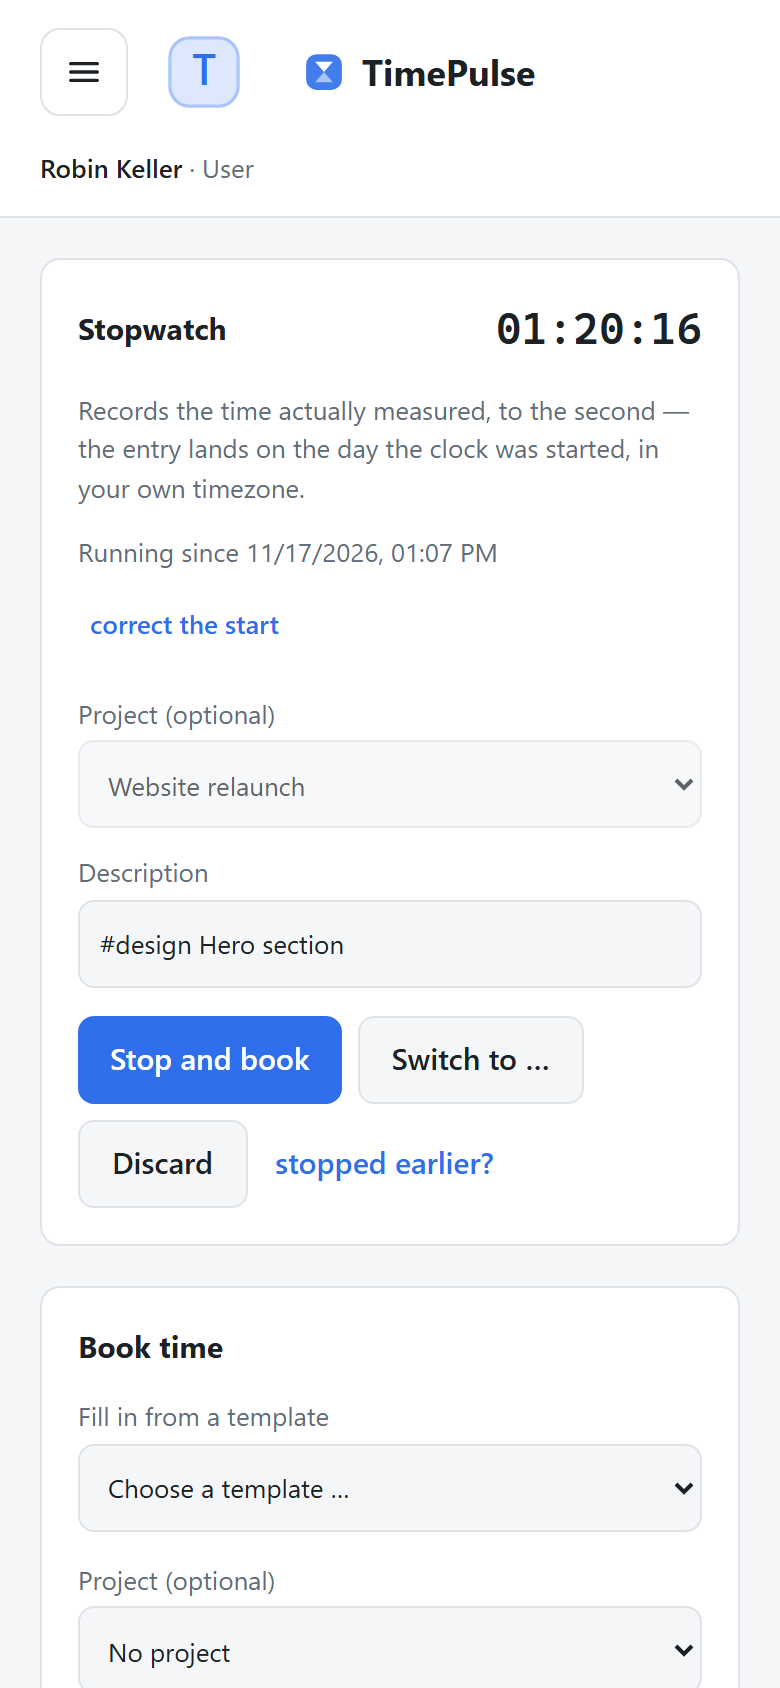 T
TimePulse
Robin Keller · User
Stopwatch
01:20:16
Records the time actually measured, to the second —
the entry lands on the day the clock was started, in
your own timezone.
Running since 11/17/2026, 01:07 PM
correct the start
Project (optional)
Website relaunch
Description
#design Hero section
Stop and book
Switch to ...
Discard
stopped earlier?
Book time
Fill in from a template
Choose a template ...
Project (optional)
No project